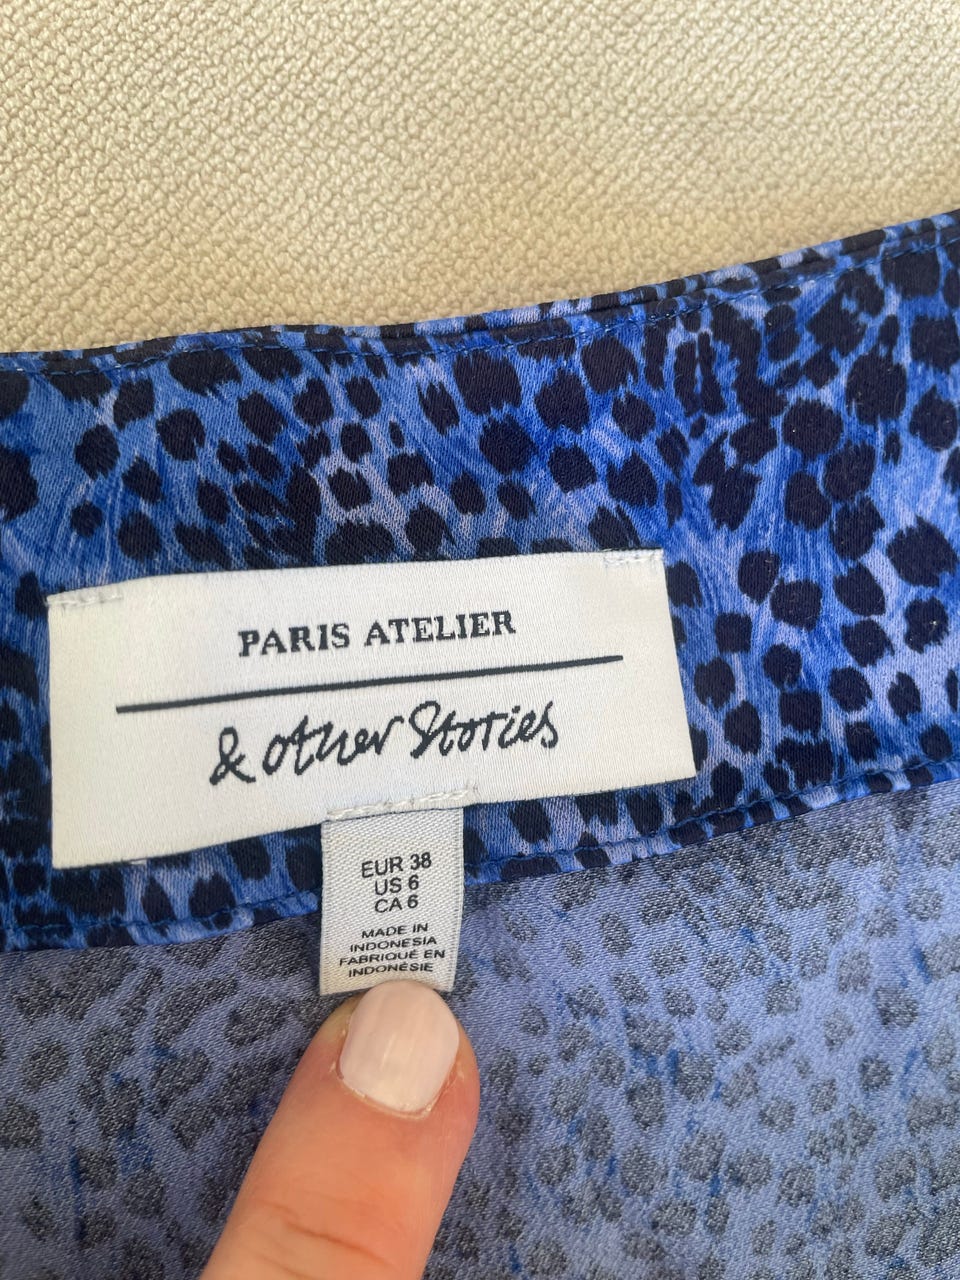 PARIS ATELIER
& other Stories
EUR 38
US 6
CA 6
MADE IN
INDONESIA
FABRIQUÉ EN
INDONÉSIE